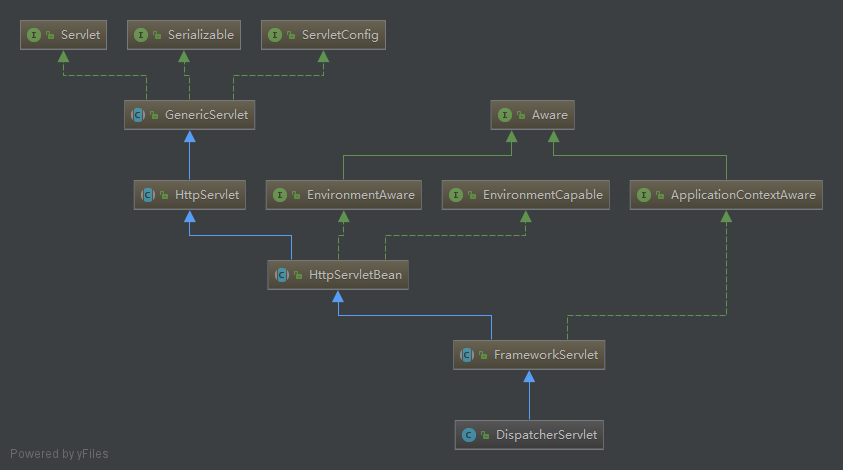 Servlet
Serializable
ServletConfig
GenericServlet
Aware
HttpServlet
EnvironmentAware
EnvironmentCapable
ApplicationContextAware
HttpServletBean
FrameworkServlet
DispatcherServlet
Powered by yFiles